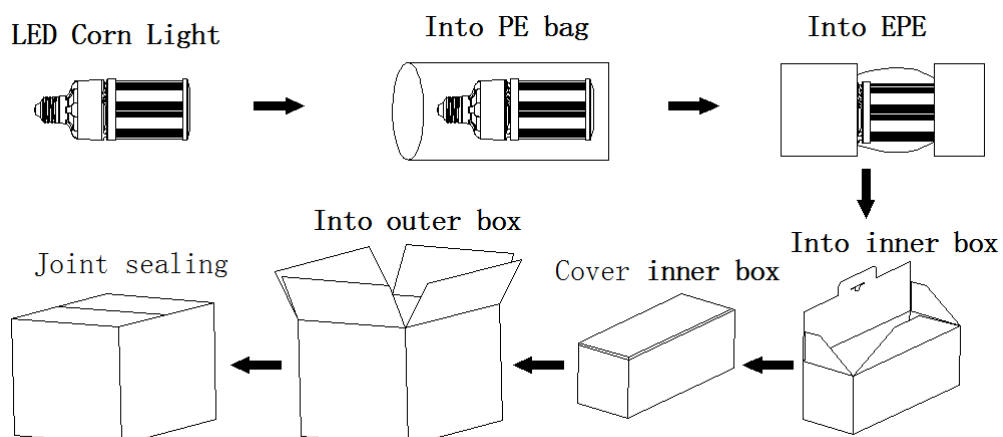 LED Corn Light
Into PE bag
Into EPE
Into inner box
Cover inner box
Into outer box
Joint sealing